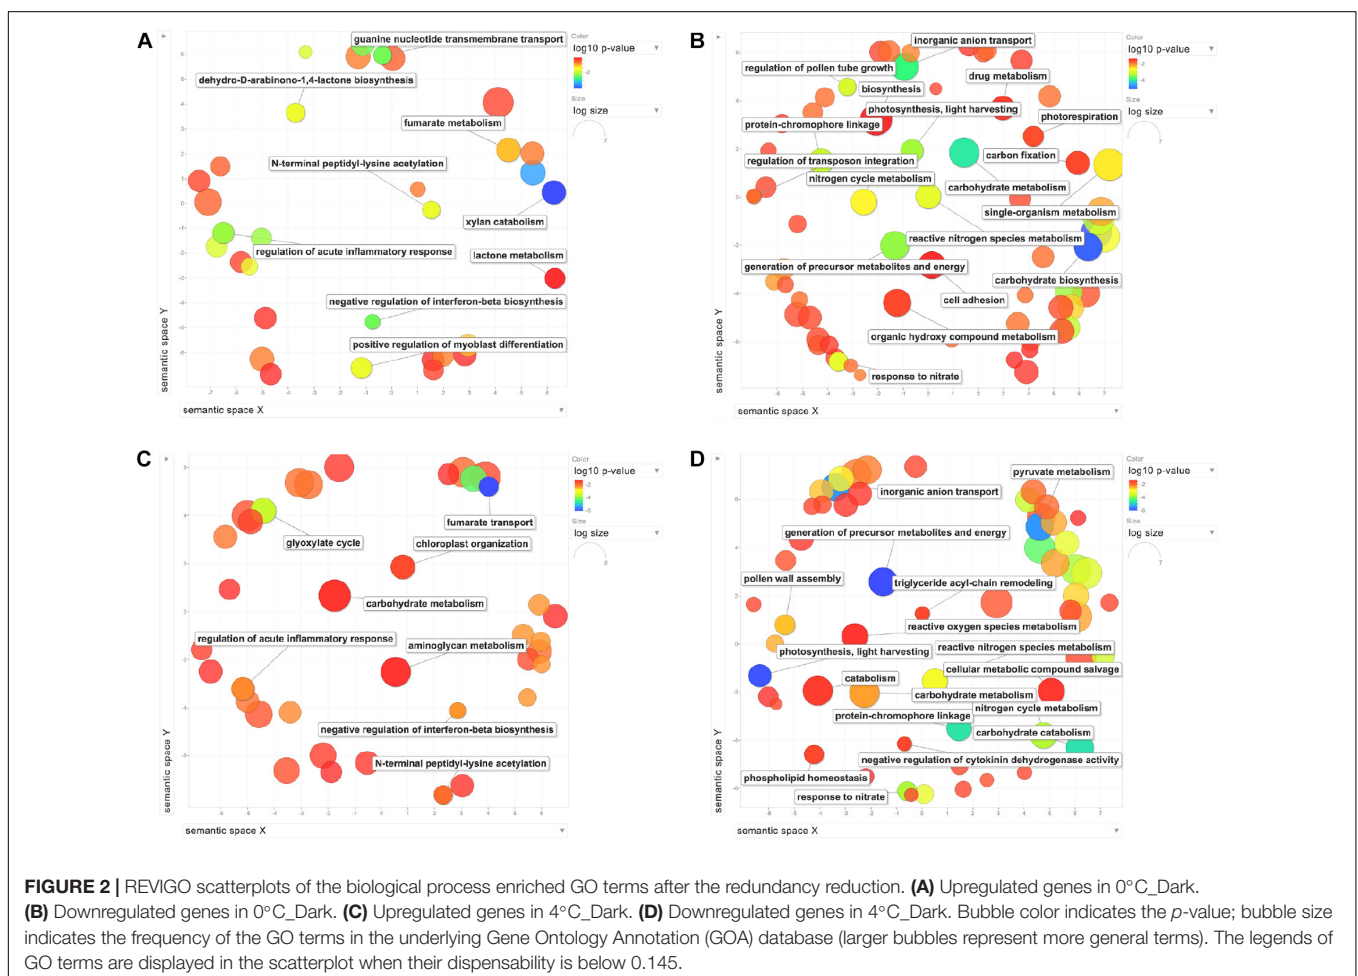 A
guanine nucleotide transmembrane transport
dehydro-D-arabinono-1,4-lactone biosynthesis
fumarate metabolism
N-terminal peptidyl-lysine acetylation
xylan catabolism
regulation of acute inflammatory response
lactone metabolism
negative regulation of interferon-beta biosynthesis
positive regulation of myoblast differentiation
semantic space Y
semantic space X
Color
log10 p-value
Size
log size
B
inorganic anion transport
regulation of pollen tube growth
drug metabolism
biosynthesis
photosynthesis, light harvesting
photorespiration
protein-chromophore linkage
carbon fixation
regulation of transposon integration
nitrogen cycle metabolism
carbohydrate metabolism
single-organism metabolism
reactive nitrogen species metabolism
generation of precursor metabolites and energy
carbohydrate biosynthesis
cell adhesion
organic hydroxy compound metabolism
response to nitrate
semantic space Y
semantic space X
Color
log10 p-value
Size
log size
C
fumarate transport
glyoxylate cycle
chloroplast organization
carbohydrate metabolism
regulation of acute inflammatory response
aminoglycan metabolism
negative regulation of interferon-beta biosynthesis
N-terminal peptidyl-lysine acetylation
semantic space Y
semantic space X
Color
log10 p-value
Size
log size
D
pyruvate metabolism
inorganic anion transport
generation of precursor metabolites and energy
pollen wall assembly
triglyceride acyl-chain remodeling
reactive oxygen species metabolism
photosynthesis, light harvesting
reactive nitrogen species metabolism
cellular metabolic compound salvage
catabolism
carbohydrate metabolism
nitrogen cycle metabolism
protein-chromophore linkage
carbohydrate catabolism
negative regulation of cytokinin dehydrogenase activity
phospholipid homeostasis
response to nitrate
semantic space Y
semantic space X
Color
log10 p-value
Size
log size
FIGURE 2 | REVIGO scatterplots of the biological process enriched GO terms after the redundancy reduction. (A) Upregulated genes in 0°C_Dark.
(B) Downregulated genes in 0°C_Dark. (C) Upregulated genes in 4°C_Dark. (D) Downregulated genes in 4°C_Dark. Bubble color indicates the p-value; bubble size
indicates the frequency of the GO terms in the underlying Gene Ontology Annotation (GOA) database (larger bubbles represent more general terms). The legends of
GO terms are displayed in the scatterplot when their dispensability is below 0.145.